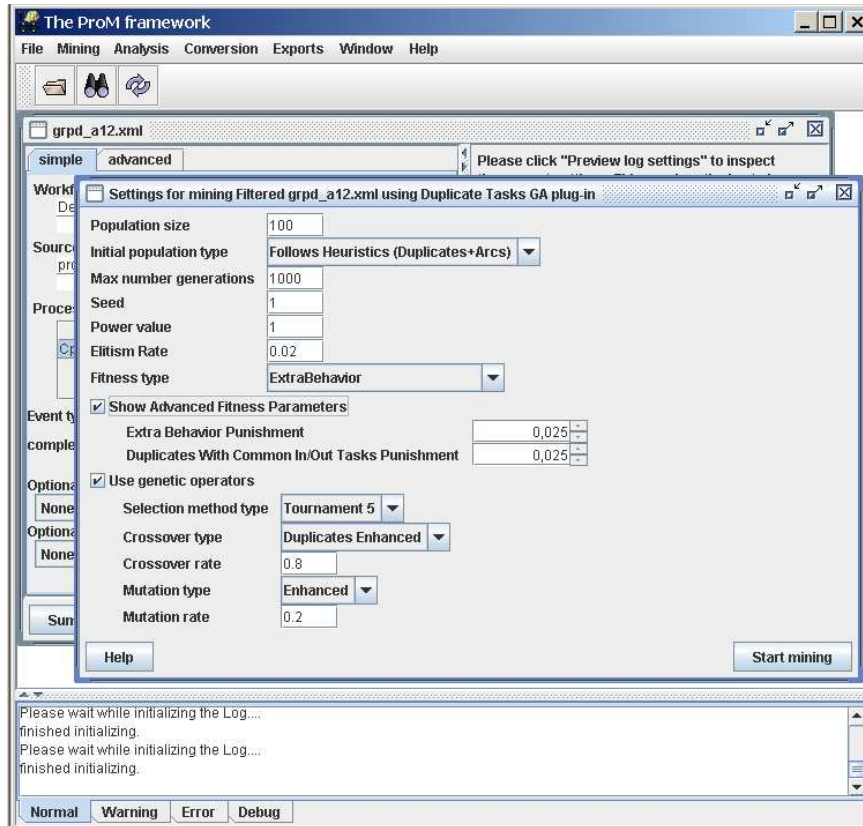 The ProM framework
File Mining Analysis Conversion Exports Window Help
grpd_a12.xml
simple advanced
Please click "Preview log settings" to inspect
Settings for mining Filtered grpd_a12.xml using Duplicate Tasks GA plug-in
Population size 100
Initial population type Follows Heuristics (Duplicates+Arcs)
Max number generations 1000
Seed 1
Power value 1
Elitism Rate 0.02
Fitness type ExtraBehavior
Show Advanced Fitness Parameters
Extra Behavior Punishment 0,025
Duplicates With Common In/Out Tasks Punishment 0,025
Use genetic operators
Selection method type Tournament 5
Crossover type Duplicates Enhanced
Crossover rate 0.8
Mutation type Enhanced
Mutation rate 0.2
Help Start mining
Workf
De
Sourc
pro
Proce
Cp
Event ty
comple
Optiona
None
Optiona
None
Sum
Please wait while initializing the Log....
finished initializing.
Please wait while initializing the Log....
finished initializing.
Normal Warning Error Debug